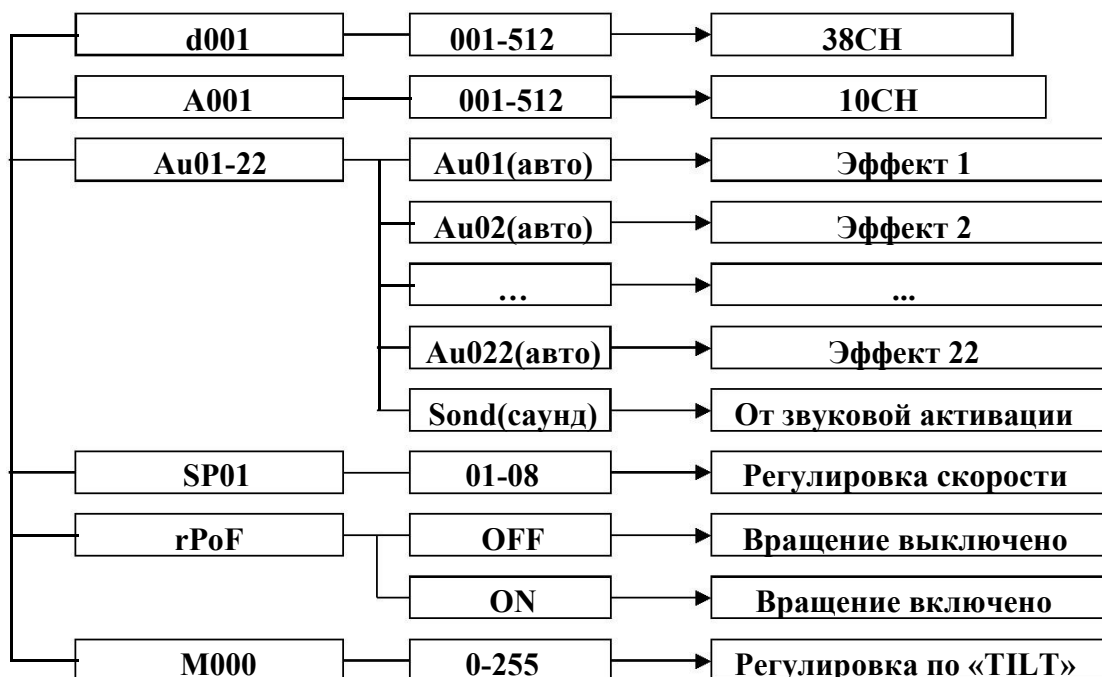 d001 001-512 38CH
A001 001-512 10CH
Au01-22 Au01(авто) Эффект 1
Au02(авто) Эффект 2
… ...
Au022(авто) Эффект 22
Sond(саунд) От звуковой активации
SP01 01-08 Регулировка скорости
rPoF OFF Вращение выключено
ON Вращение включено
M000 0-255 Регулировка по «TILT»